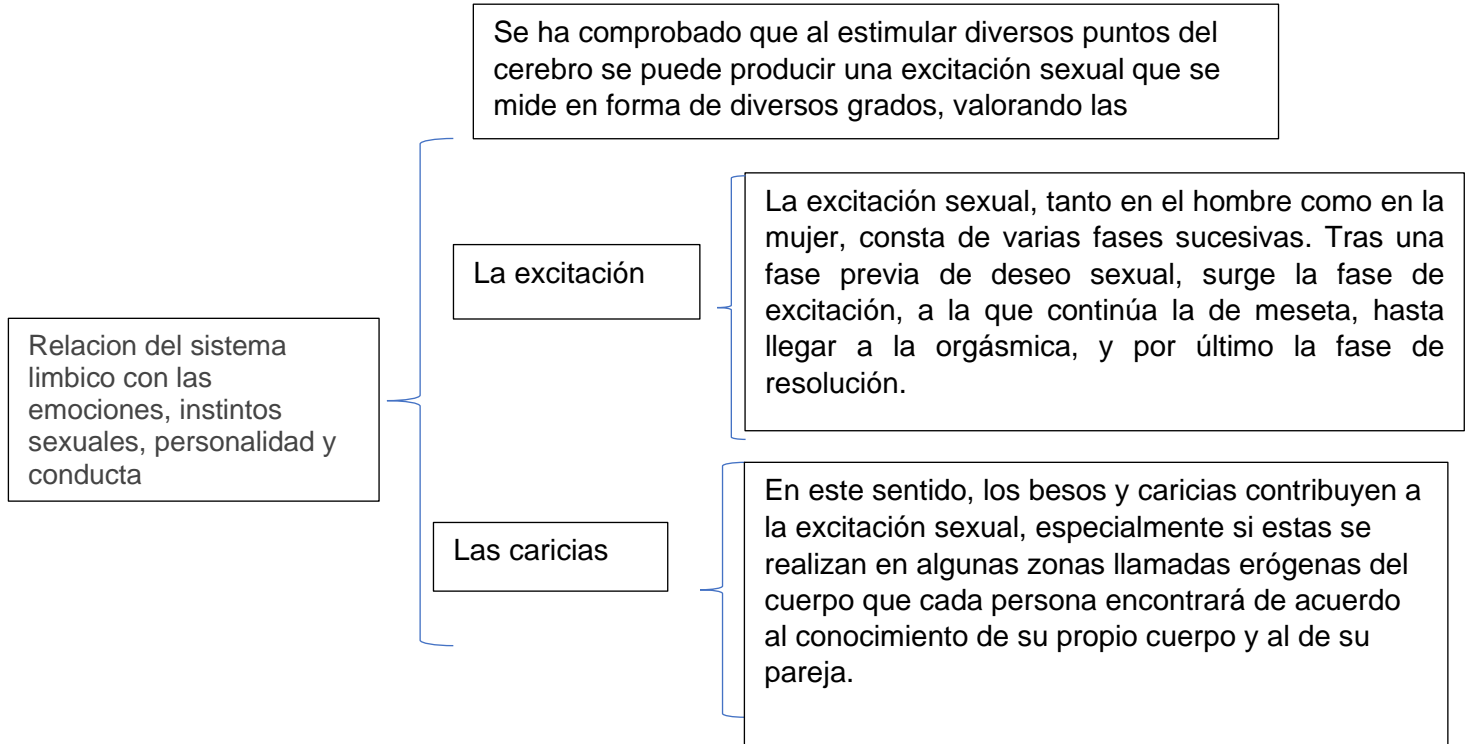 Se ha comprobado que al estimular diversos puntos del
cerebro se puede producir una excitación sexual que se
mide en forma de diversos grados, valorando las
La excitación
La excitación sexual, tanto en el hombre como en la
mujer, consta de varias fases sucesivas. Tras una
fase previa de deseo sexual, surge la fase de
excitación, a la que continúa la de meseta, hasta
llegar a la orgásmica, y por último la fase de
resolución.
Relacion del sistema
limbico con las
emociones, instintos
sexuales, personalidad y
conducta
Las caricias
En este sentido, los besos y caricias contribuyen a
la excitación sexual, especialmente si estas se
realizan en algunas zonas llamadas erógenas del
cuerpo que cada persona encontrará de acuerdo
al conocimiento de su propio cuerpo y al de su
pareja.